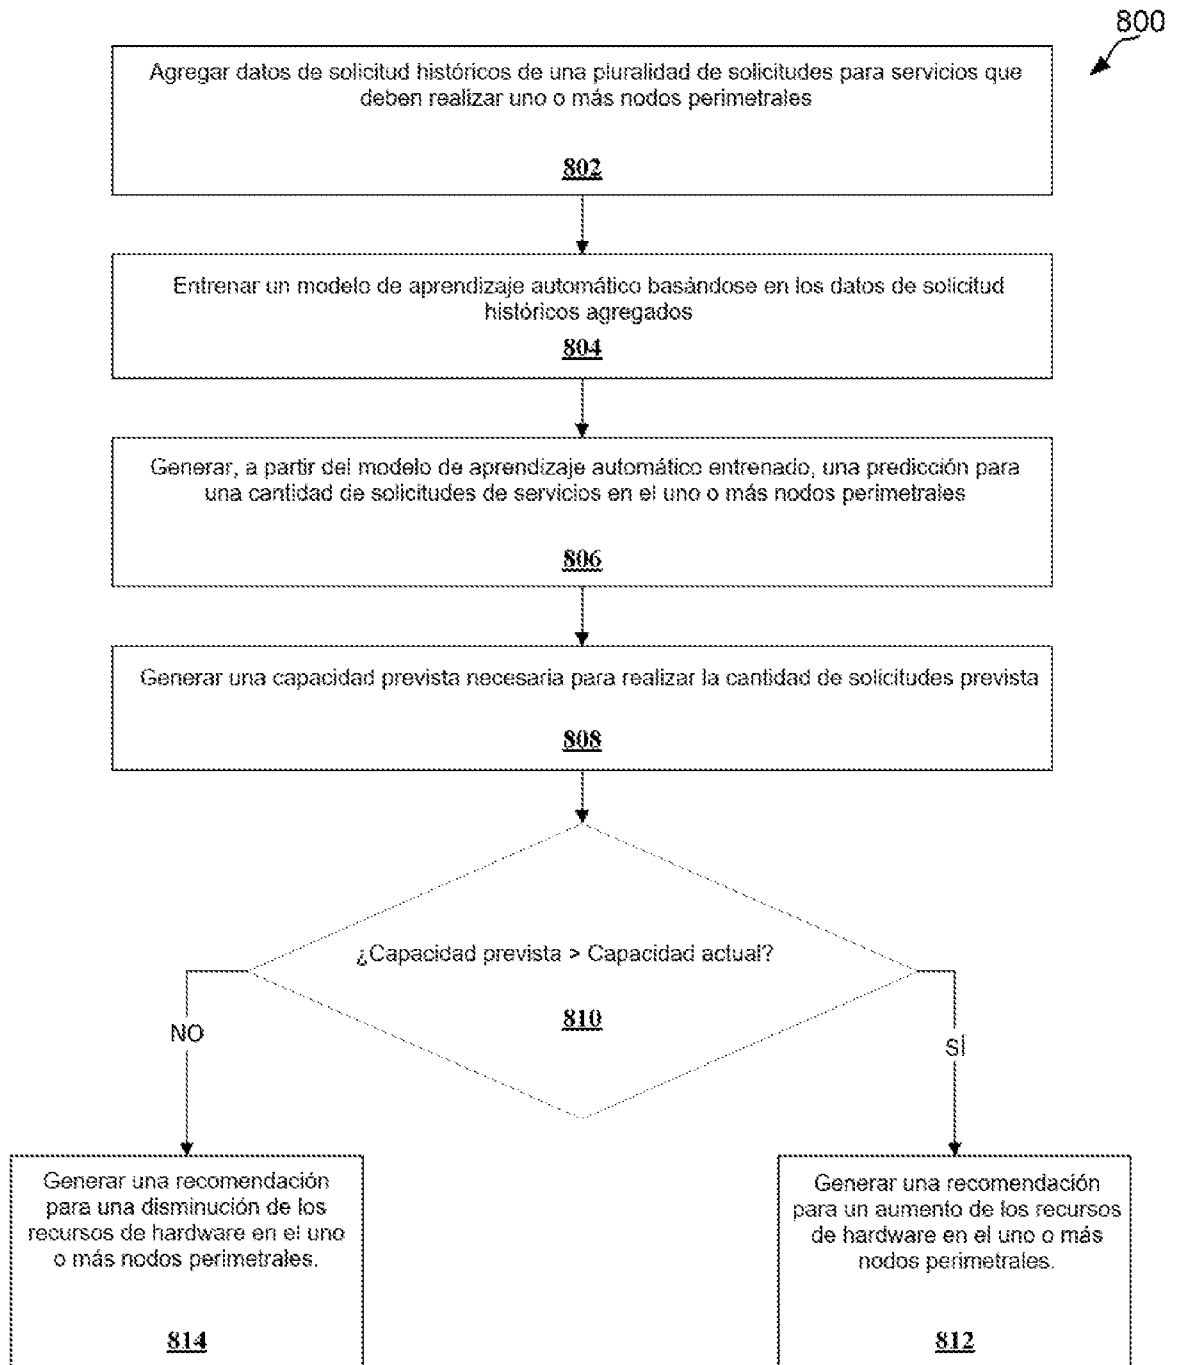 800
Agregar datos de solicitud históricos de una pluralidad de solicitudes para servicios que
deben realizar uno o más nodos perimetrales
802
Entrenar un modelo de aprendizaje automático basándose en los datos de solicitud
históricos agregados
804
Generar, a partir del modelo de aprendizaje automático entrenado, una predicción para
una cantidad de solicitudes de servicios en el uno o más nodos perimetrales
806
Generar una capacidad prevista necesaria para realizar la cantidad de solicitudes prevista
808
¿Capacidad prevista > Capacidad actual?
810
NO
SÍ
Generar una recomendación
para una disminución de los
recursos de hardware en el uno
o más nodos perimetrales.
814
Generar una recomendación
para un aumento de los recursos
de hardware en el uno o más
nodos perimetrales.
812